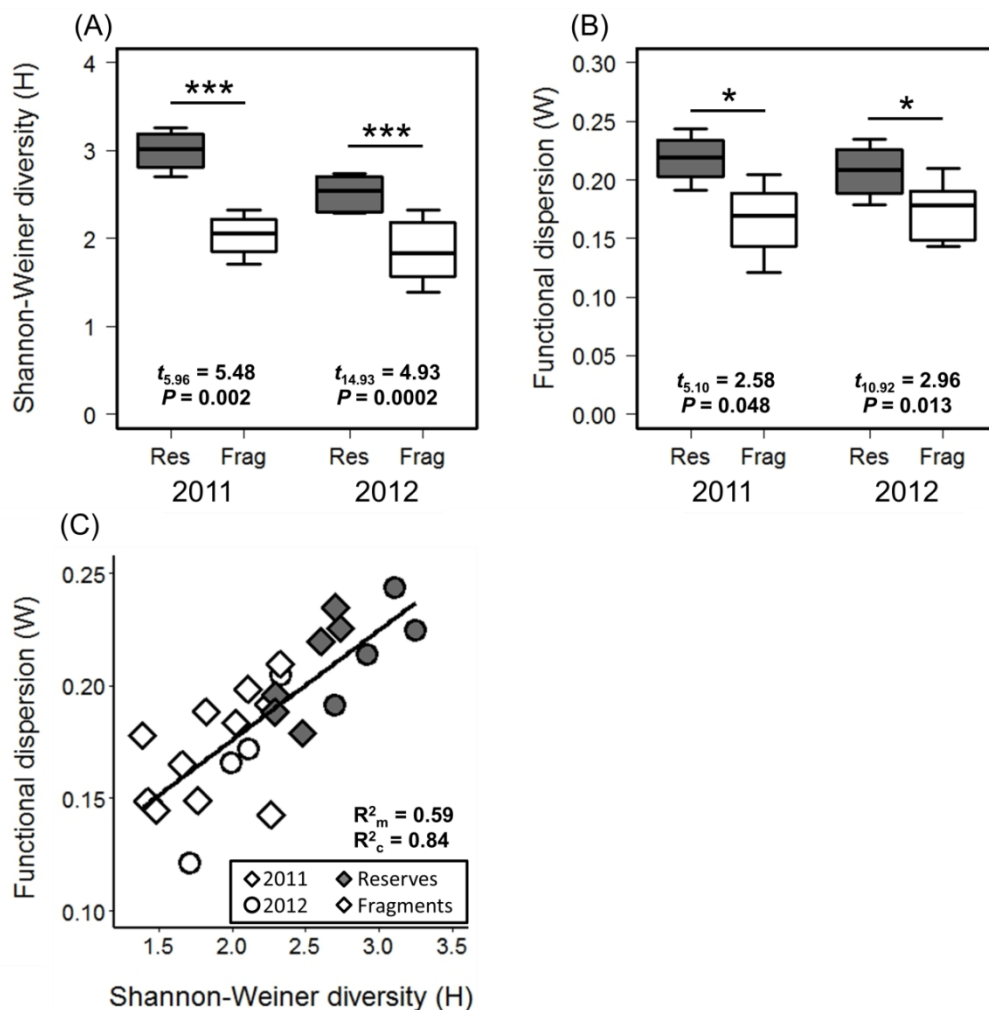 (A)
Shannon-Weiner diversity (H)
4
3
2
1
0
***
***
t5.96 = 5.48
P = 0.002
t14.93 = 4.93
P = 0.0002
Res Frag Res Frag
2011 2012
(B)
Functional dispersion (W)
0.30
0.25
0.20
0.15
0.10
0.05
0.00
*
*
t5.10 = 2.58
P = 0.048
t10.92 = 2.96
P = 0.013
Res Frag Res Frag
2011 2012
(C)
Functional dispersion (W)
0.25
0.20
0.15
0.10
R²m = 0.59
R²c = 0.84
2011 Reserves
2012 Fragments
1.5 2.0 2.5 3.0 3.5
Shannon-Weiner diversity (H)